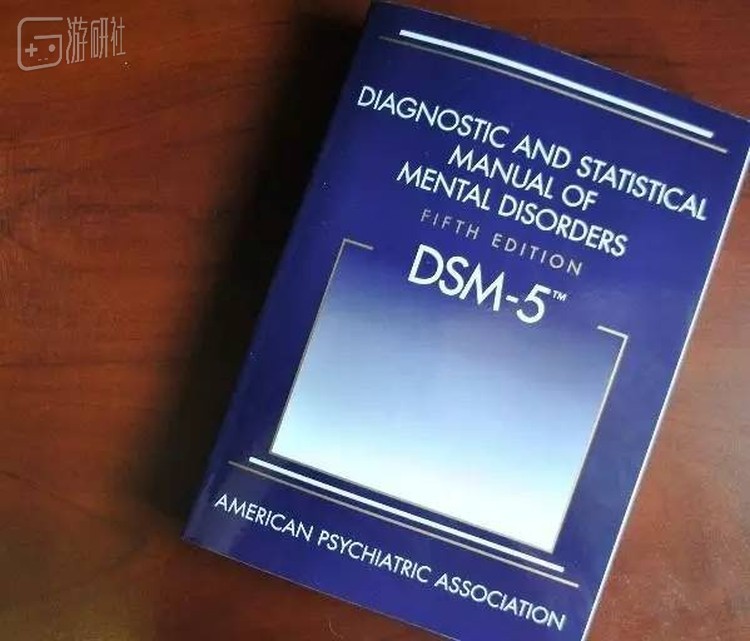 游研社
DIAGNOSTIC AND STATISTICAL
MANUAL OF
MENTAL DISORDERS
FIFTH EDITION
DSM-5™
AMERICAN PSYCHIATRIC ASSOCIATION